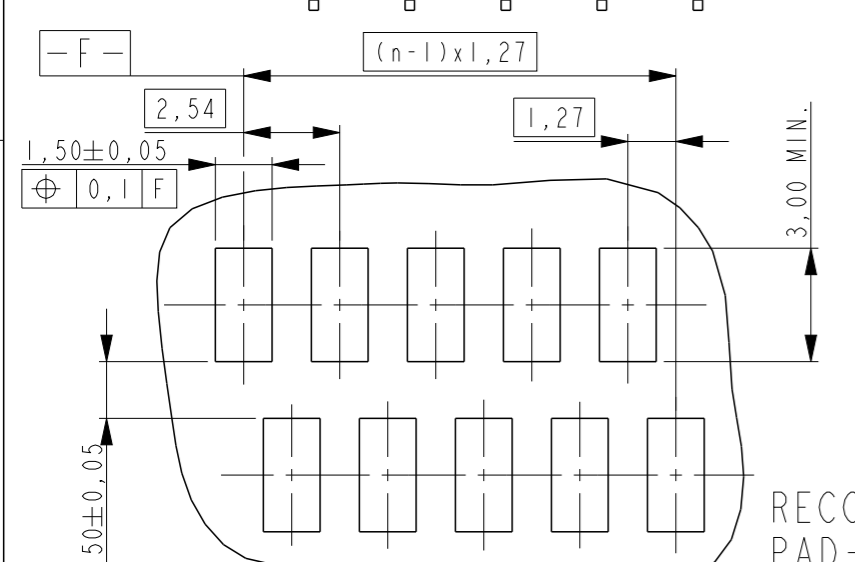 —F—
(n-1)x1,27
2,54
1,27
1,50±0,05
⌖ 0,1 F
3,00 MIN.
50±0,05
RECO
PAD-